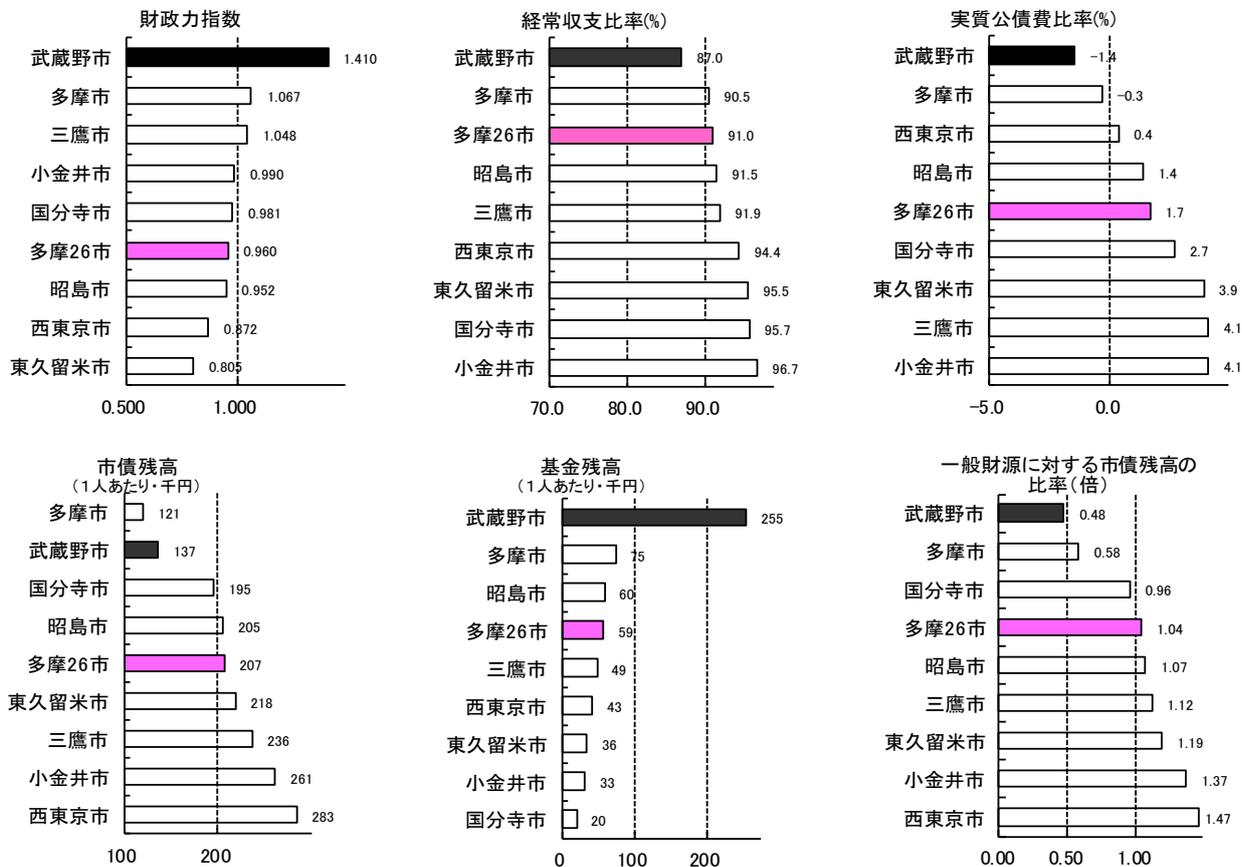 財政力指数
武蔵野市 1.410
多摩市 1.067
三鷹市 1.048
小金井市 0.990
国分寺市 0.981
多摩26市 0.960
昭島市 0.952
西東京市 0.872
東久留米市 0.805
0.500 1.000
経常収支比率(%)
武蔵野市 87.0
多摩市 90.5
多摩26市 91.0
昭島市 91.5
三鷹市 91.9
西東京市 94.4
東久留米市 95.5
国分寺市 95.7
小金井市 96.7
70.0 80.0 90.0
実質公債費比率(%)
武蔵野市 −1.4
多摩市 −0.3
西東京市 0.4
昭島市 1.4
多摩26市 1.7
国分寺市 2.7
東久留米市 3.9
三鷹市 4.1
小金井市 4.1
−5.0 0.0
市債残高
(1人あたり・千円)
多摩市 121
武蔵野市 137
国分寺市 195
昭島市 205
多摩26市 207
東久留米市 218
三鷹市 236
小金井市 261
西東京市 283
100 200
基金残高
(1人あたり・千円)
武蔵野市 255
多摩市 75
昭島市 60
多摩26市 59
三鷹市 49
西東京市 43
東久留米市 36
小金井市 33
国分寺市 20
0 100 200
一般財源に対する市債残高の
比率(倍)
武蔵野市 0.48
多摩市 0.58
国分寺市 0.96
多摩26市 1.04
昭島市 1.07
三鷹市 1.12
東久留米市 1.19
小金井市 1.37
西東京市 1.47
0.00 0.50 1.00